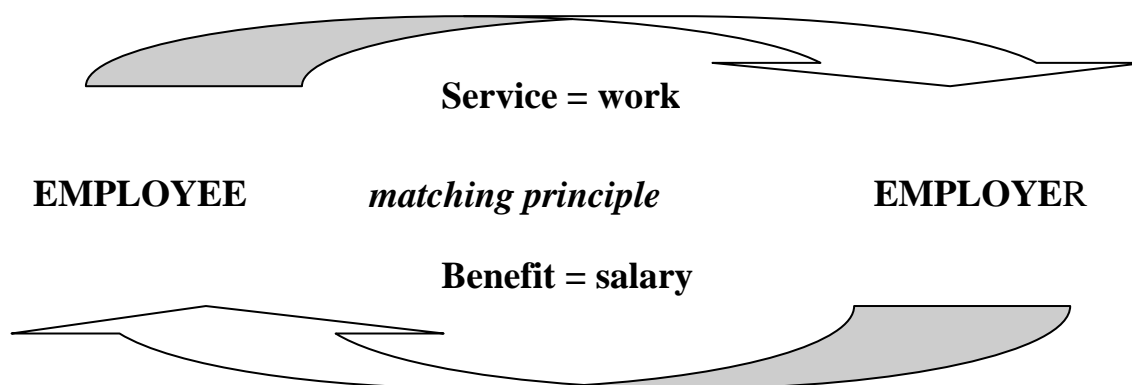 Service = work
EMPLOYEE matching principle EMPLOYER
Benefit = salary